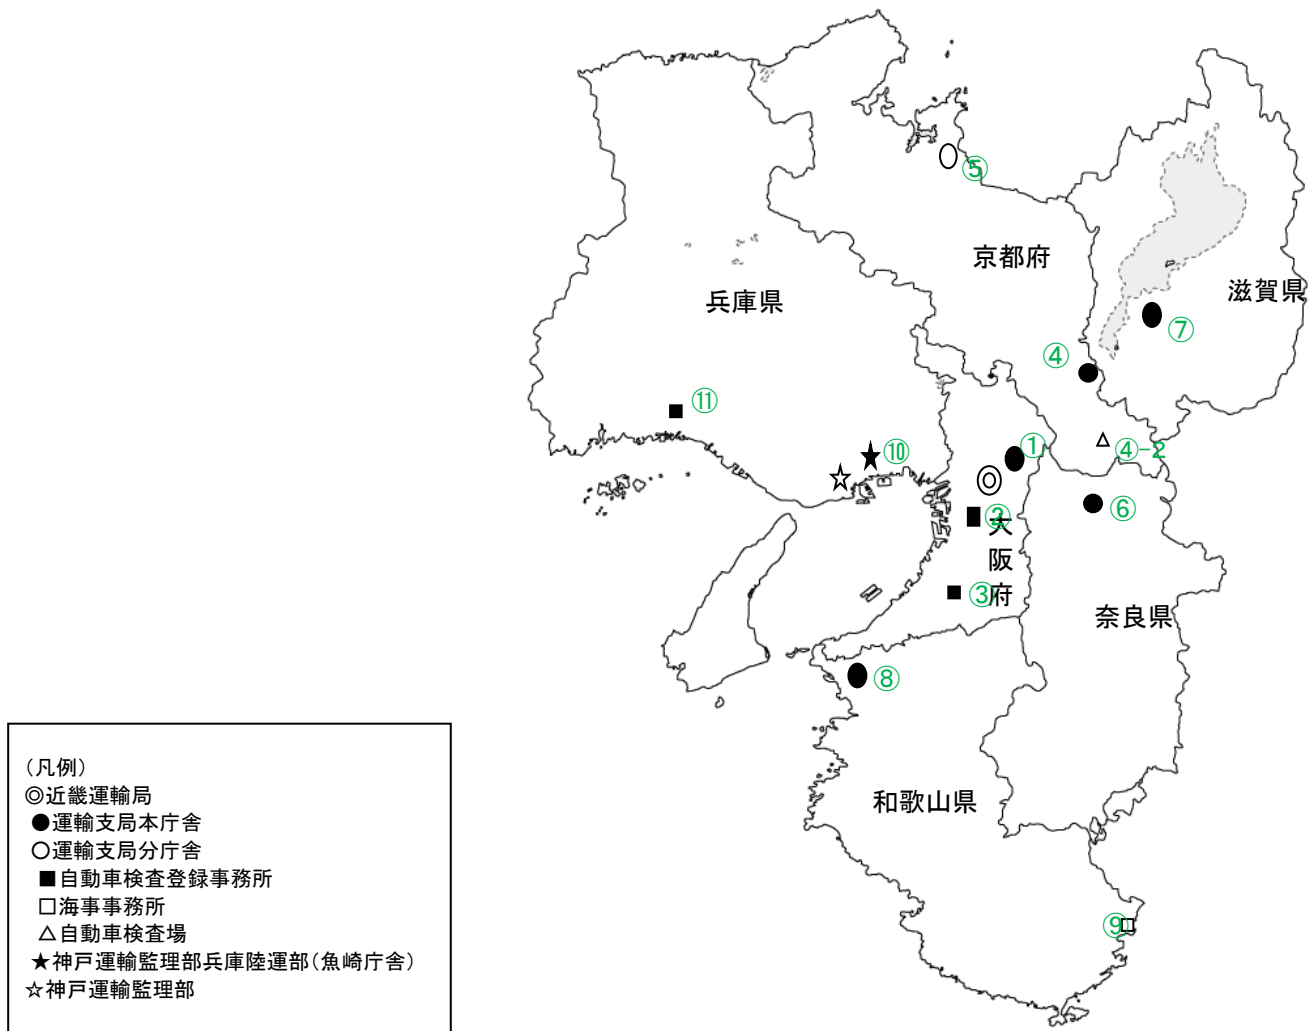 ⑤
京都府
滋賀県
兵庫県
⑦
④
⑪
①
④-2
⑩
⑥
②
大
阪
府
③
奈良県
⑧
和歌山県
⑨
(凡例)
◎近畿運輸局
●運輸支局本庁舎
○運輸支局分庁舎
■自動車検査登録事務所
□海事事務所
△自動車検査場
★神戸運輸監理部兵庫陸運部(魚崎庁舎)
☆神戸運輸監理部